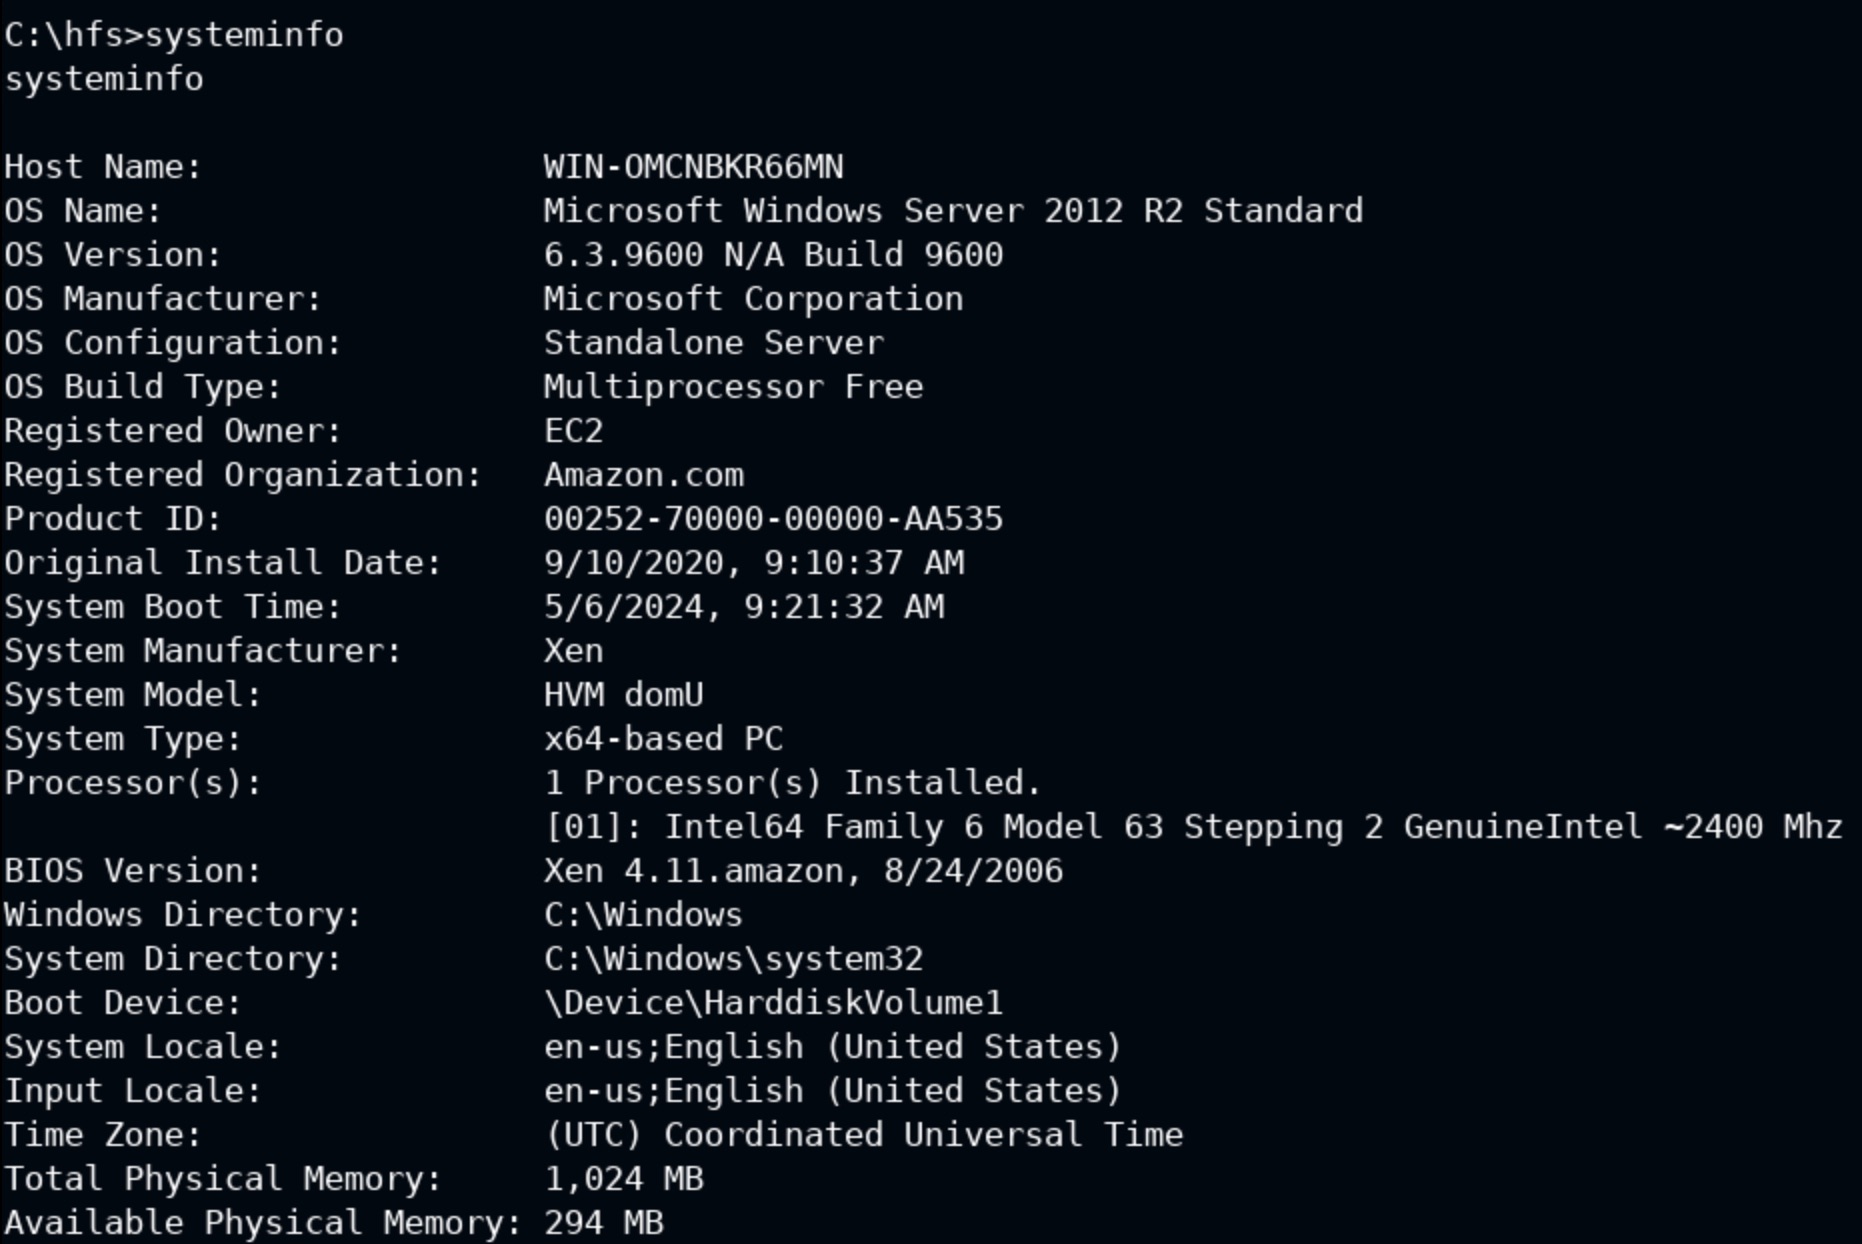 C:\hfs>systeminfo
systeminfo
Host Name: WIN-OMCNBKR66MN
OS Name: Microsoft Windows Server 2012 R2 Standard
OS Version: 6.3.9600 N/A Build 9600
OS Manufacturer: Microsoft Corporation
OS Configuration: Standalone Server
OS Build Type: Multiprocessor Free
Registered Owner: EC2
Registered Organization: Amazon.com
Product ID: 00252-70000-00000-AA535
Original Install Date: 9/10/2020, 9:10:37 AM
System Boot Time: 5/6/2024, 9:21:32 AM
System Manufacturer: Xen
System Model: HVM domU
System Type: x64-based PC
Processor(s): 1 Processor(s) Installed.
[01]: Intel64 Family 6 Model 63 Stepping 2 GenuineIntel ~2400 Mhz
BIOS Version: Xen 4.11.amazon, 8/24/2006
Windows Directory: C:\Windows
System Directory: C:\Windows\system32
Boot Device: \Device\HarddiskVolume1
System Locale: en-us;English (United States)
Input Locale: en-us;English (United States)
Time Zone: (UTC) Coordinated Universal Time
Total Physical Memory: 1,024 MB
Available Physical Memory: 294 MB